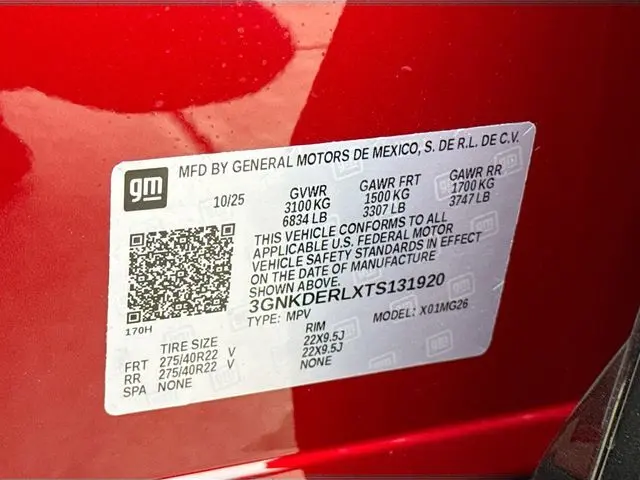 gm
MFD BY GENERAL MOTORS DE MEXICO, S. DE R.L. DE C.V.
10/25
GVWR
3100 KG
6834 LB
GAWR FRT
1500 KG
3307 LB
GAWR RR
1700 KG
3747 LB
THIS VEHICLE CONFORMS TO ALL
APPLICABLE U.S. FEDERAL MOTOR
VEHICLE SAFETY STANDARDS IN EFFECT
ON THE DATE OF MANUFACTURE
SHOWN ABOVE
3GNKDERLXTS131920
TYPE: MPV
MODEL: X01MG26
170H
TIRE SIZE
RIM
FRT 275/40R22 V 22X9.5J
RR 275/40R22 V 22X9.5J
SPA NONE NONE